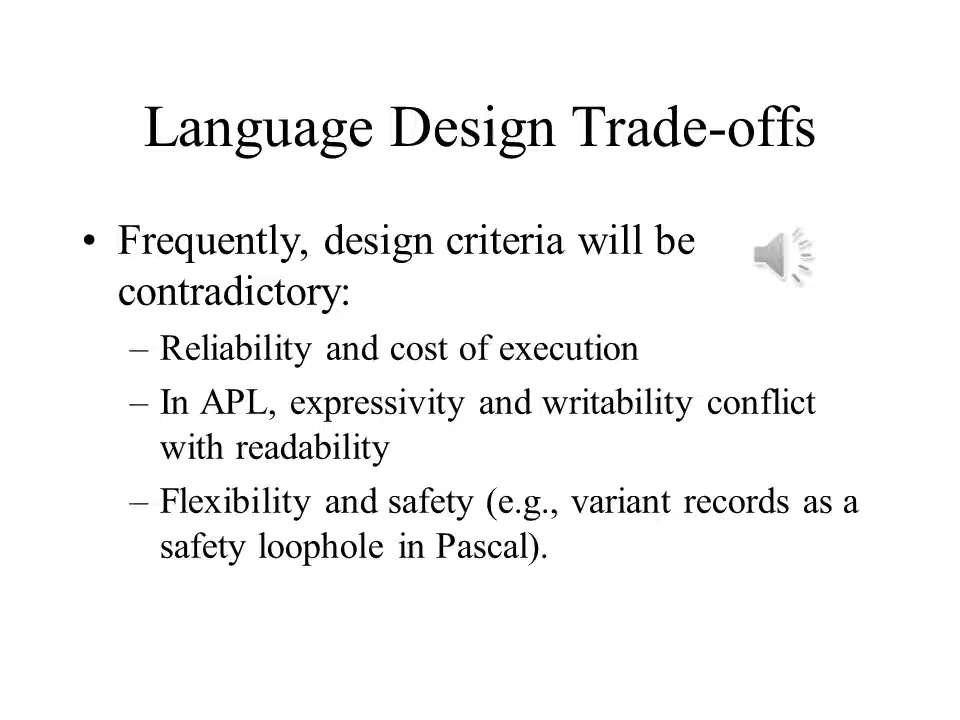 Language Design Trade-offs
• Frequently, design criteria will be
contradictory:
– Reliability and cost of execution
– In APL, expressivity and writability conflict
with readability
– Flexibility and safety (e.g., variant records as a
safety loophole in Pascal).